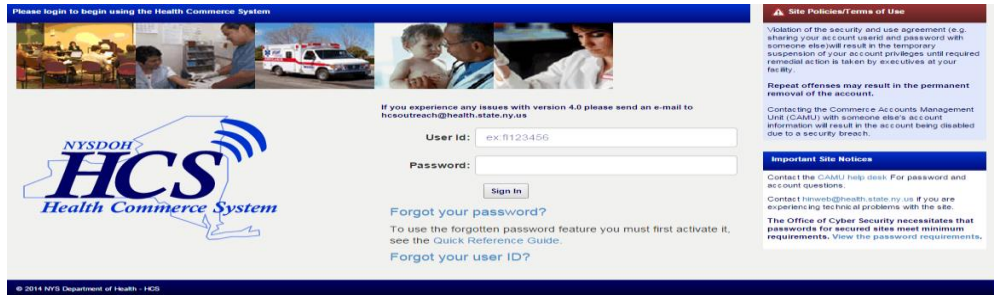 Please login to begin using the Health Commerce System
NYSDOH
HCS
Health Commerce System
If you experience any issues with version 4.0 please send an e-mail to
hcsoutreach@health.state.ny.us
User Id: ex:fl123456
Password:
Sign In
Forgot your password?
To use the forgotten password feature you must first activate it,
see the Quick Reference Guide.
Forgot your user ID?
Site Policies/Terms of Use
Violation of the security and use agreement (e.g.
sharing your account userid and password with
someone else)will result in the temporary
suspension of your account privileges until required
remedial action is taken by executives at your
facility.
Repeat offenses may result in the permanent
removal of the account.
Contacting the Commerce Accounts Management
Unit (CAMU) with someone else's account
information will result in the account being disabled
due to a security breach.
Important Site Notices
Contact the CAMU help desk For password and
account questions.
Contact hinweb@health.state.ny.us if you are
experiencing technical problems with the site.
The Office of Cyber Security necessitates that
passwords for secured sites meet minimum
requirements. View the password requirements.
© 2014 NYS Department of Health - HCS